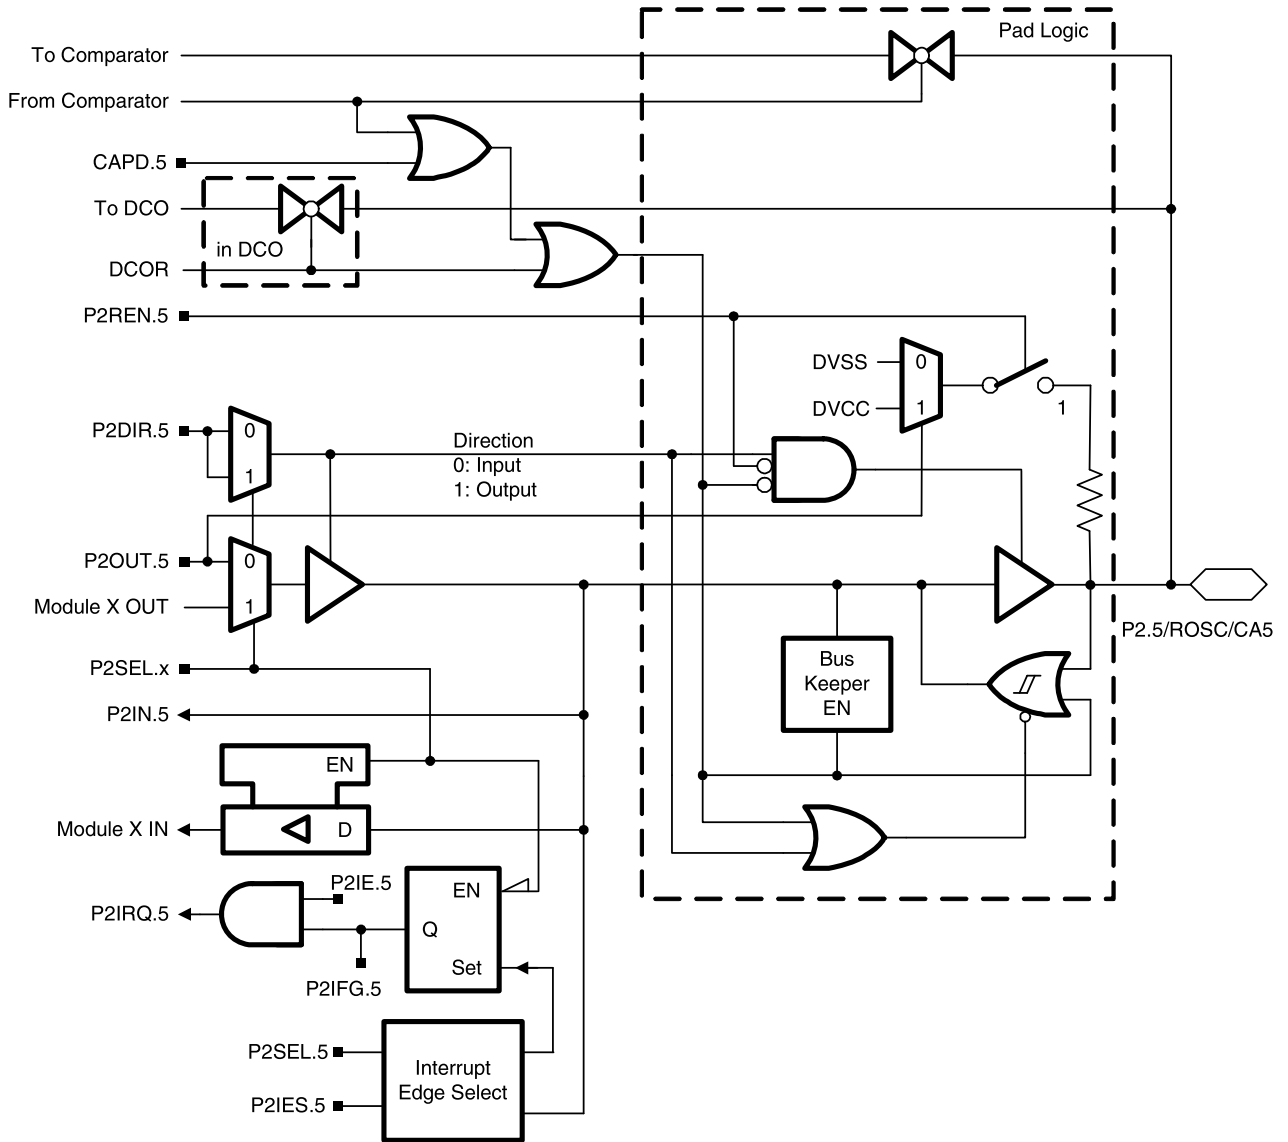 Pad Logic
To Comparator
From Comparator
CAPD.5
To DCO
in DCO
DCOR
P2REN.5
DVSS
0
DVCC
1
1
P2DIR.5
0
1
Direction
0: Input
1: Output
P2OUT.5
0
Module X OUT
1
P2.5/ROSC/CA5
P2SEL.x
Bus
Keeper
EN
P2IN.5
EN
Module X IN
D
P2IE.5
EN
P2IRQ.5
Q
Set
P2IFG.5
P2SEL.5
Interrupt
Edge Select
P2IES.5